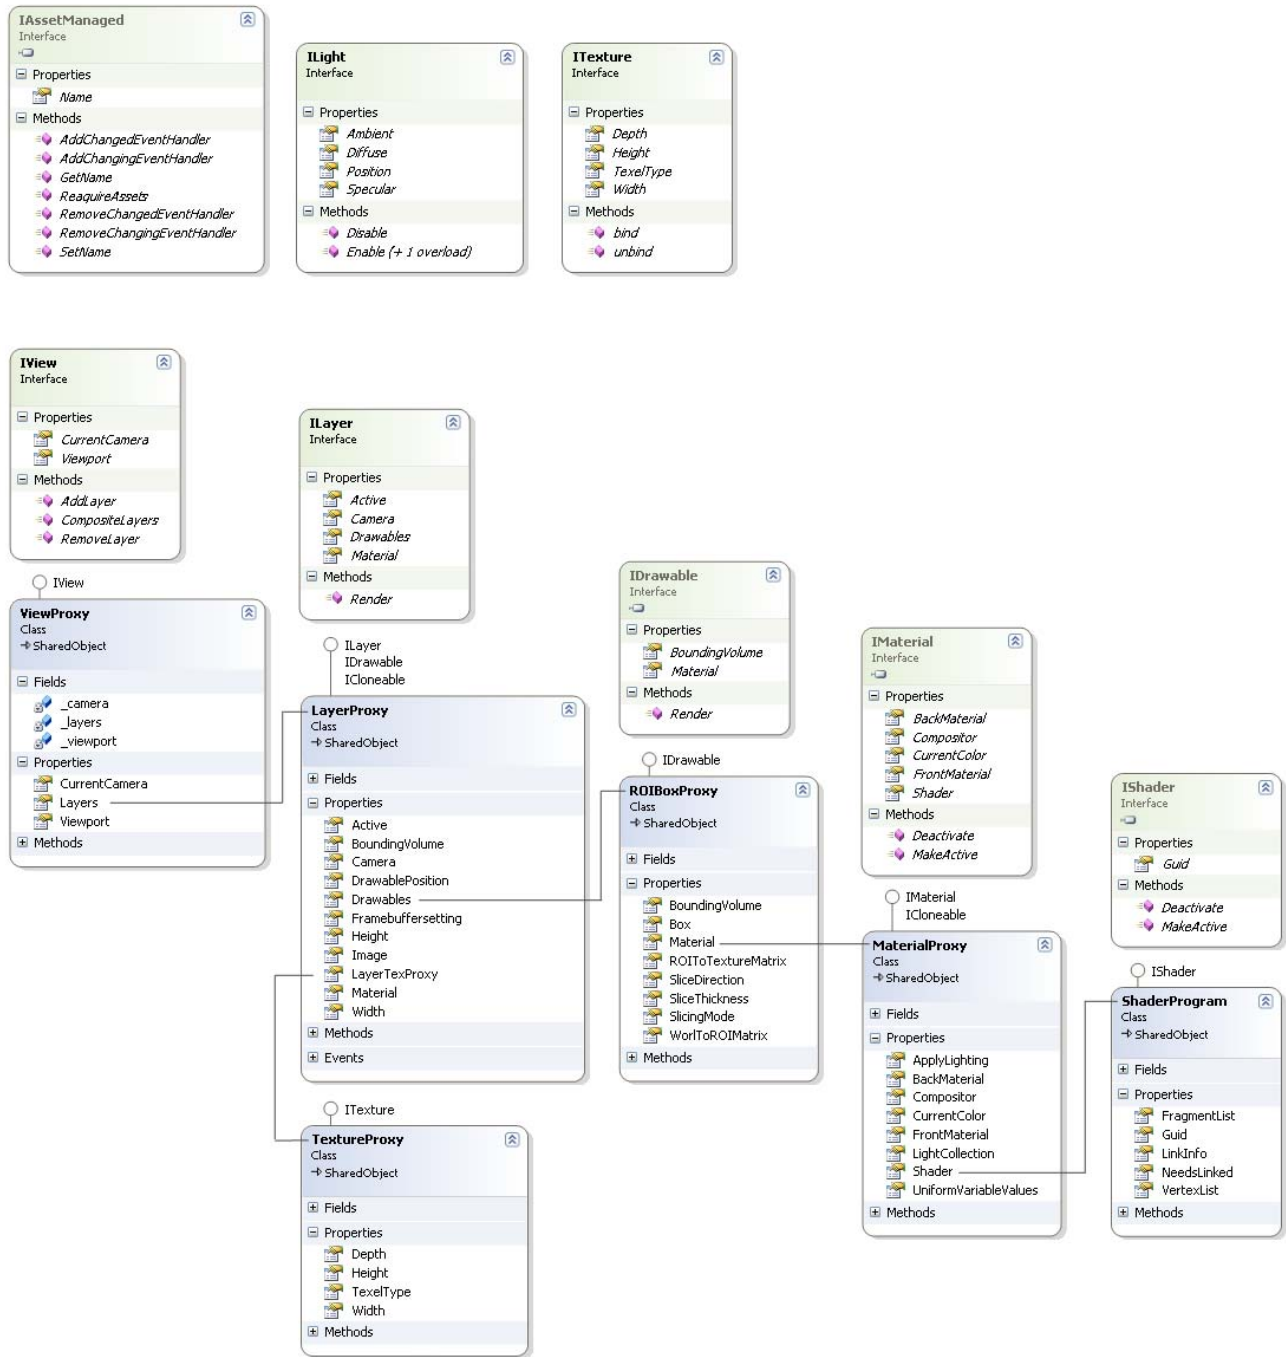 IAssetManaged
Interface
Properties
Name
Methods
AddChangedEventHandler
AddChangingEventHandler
GetName
ReaquireAssets
RemoveChangedEventHandler
RemoveChangingEventHandler
SetName
ILight
Interface
Properties
Ambient
Diffuse
Position
Specular
Methods
Disable
Enable (+ 1 overload)
ITexture
Interface
Properties
Depth
Height
TexelType
Width
Methods
bind
unbind
IView
Interface
Properties
CurrentCamera
Viewport
Methods
AddLayer
CompositeLayers
RemoveLayer
IView
ViewProxy
Class
SharedObject
Fields
_camera
_layers
_viewport
Properties
CurrentCamera
Layers
Viewport
Methods
ILayer
Interface
Properties
Active
Camera
Drawables
Material
Methods
Render
ILayer
IDrawable
ICloneable
LayerProxy
Class
SharedObject
Fields
Properties
Active
BoundingVolume
Camera
DrawablePosition
Drawables
Framebuffersetting
Height
Image
LayerTexProxy
Material
Width
Methods
Events
ITexture
TextureProxy
Class
SharedObject
Fields
Properties
Depth
Height
TexelType
Width
Methods
IDrawable
Interface
Properties
BoundingVolume
Material
Methods
Render
IDrawable
ROIBoxProxy
Class
SharedObject
Fields
Properties
BoundingVolume
Box
Material
ROIToTextureMatrix
SliceDirection
SliceThickness
SlicingMode
WorlToROIMatrix
Methods
IMaterial
Interface
Properties
BackMaterial
Compositor
CurrentColor
FrontMaterial
Shader
Methods
Deactivate
MakeActive
IMaterial
ICloneable
MaterialProxy
Class
SharedObject
Fields
Properties
ApplyLighting
BackMaterial
Compositor
CurrentColor
FrontMaterial
LightCollection
Shader
UniformVariableValues
Methods
IShader
Interface
Properties
Guid
Methods
Deactivate
MakeActive
IShader
ShaderProgram
Class
SharedObject
Fields
Properties
FragmentList
Guid
LinkInfo
NeedsLinked
VertexList
Methods